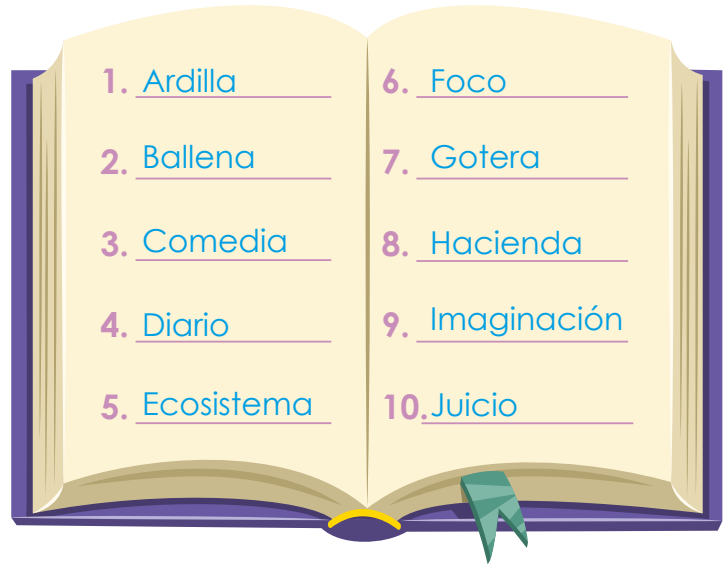 1. Ardilla
2. Ballena
3. Comedia
4. Diario
5. Ecosistema
6. Foco
7. Gotera
8. Hacienda
9. Imaginación
10. Juicio